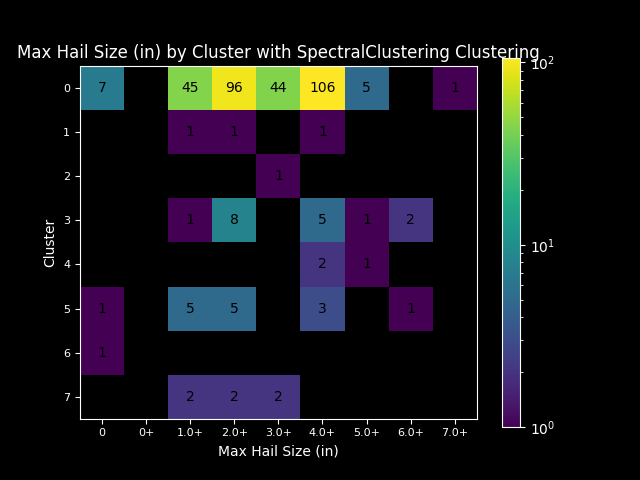 Max Hail Size (in) by Cluster with SpectralClustering Clustering
0 7 45 96 44 106 5 1
1 1 1 1
2 1
3 1 8 5 1 2
4 2 1
5 1 5 5 3 1
6 1
7 2 2 2
0 0+ 1.0+ 2.0+ 3.0+ 4.0+ 5.0+ 6.0+ 7.0+
Max Hail Size (in)
Cluster
10²
10¹
10⁰